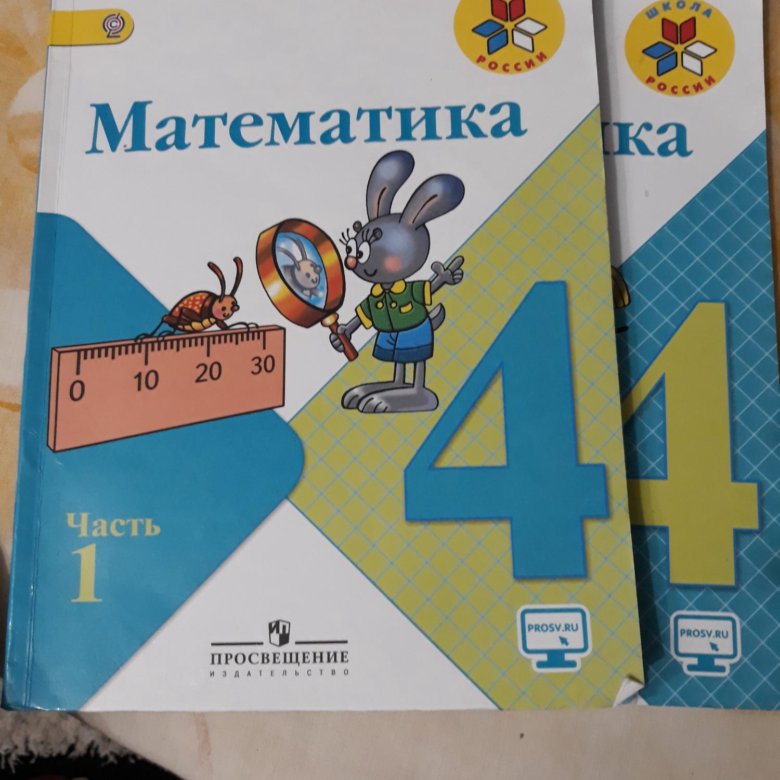 РОССИИ
ШКОЛА
РОССИИ
Математика
ка
0 10 20 30
4
4
Часть
1
PROSV.RU
PROSV.RU
ПРОСВЕЩЕНИЕ
ИЗДАТЕЛЬСТВО